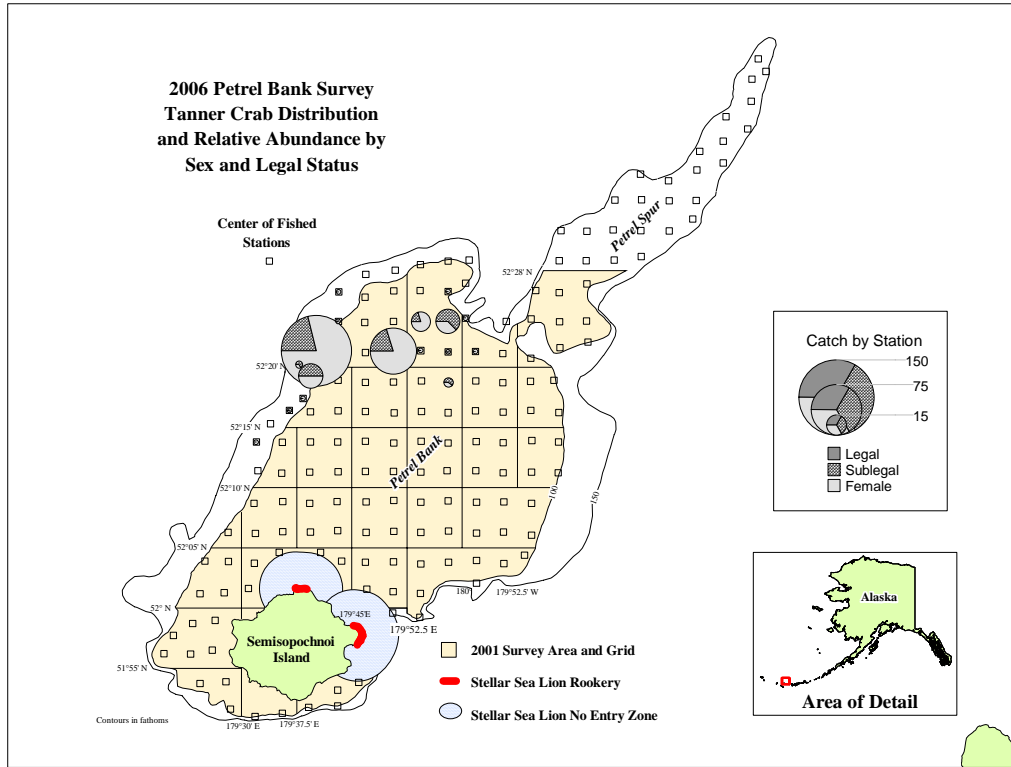 2006 Petrel Bank Survey
Tanner Crab Distribution
and Relative Abundance by
Sex and Legal Status
Center of Fished
Stations
Petrel Spur
52°28' N
52°20' N
52°15' N
52°10' N
52°05' N
52° N
51°55' N
Petrel Bank
100
150
180°
179°52.5' W
179°52.5 E
179°45'E
Semisopochnoi
Island
179°30' E
179°37.5' E
Contours in fathoms
2001 Survey Area and Grid
Stellar Sea Lion Rookery
Stellar Sea Lion No Entry Zone
Catch by Station
150
75
15
Legal
Sublegal
Female
Alaska
Area of Detail